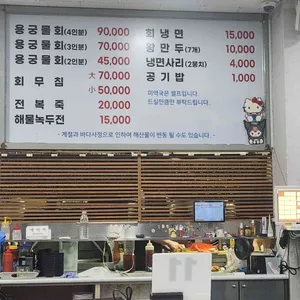 용궁물회(4인분) 90,000
용궁물회(3인분) 70,000
용궁물회(2인분) 45,000
회무침 大 70,000
小 50,000
전복죽 20,000
해물녹두전 15,000
회냉면 15,000
왕만두(7개) 10,000
냉면사리(2뭉치) 4,000
공기밥 1,000
미역국은 셀프입니다.
드실만큼만 부탁드립니다.
- 계절과 바다사정으로 인하여 해산물이 변동 될 수도 있습니다. -
11